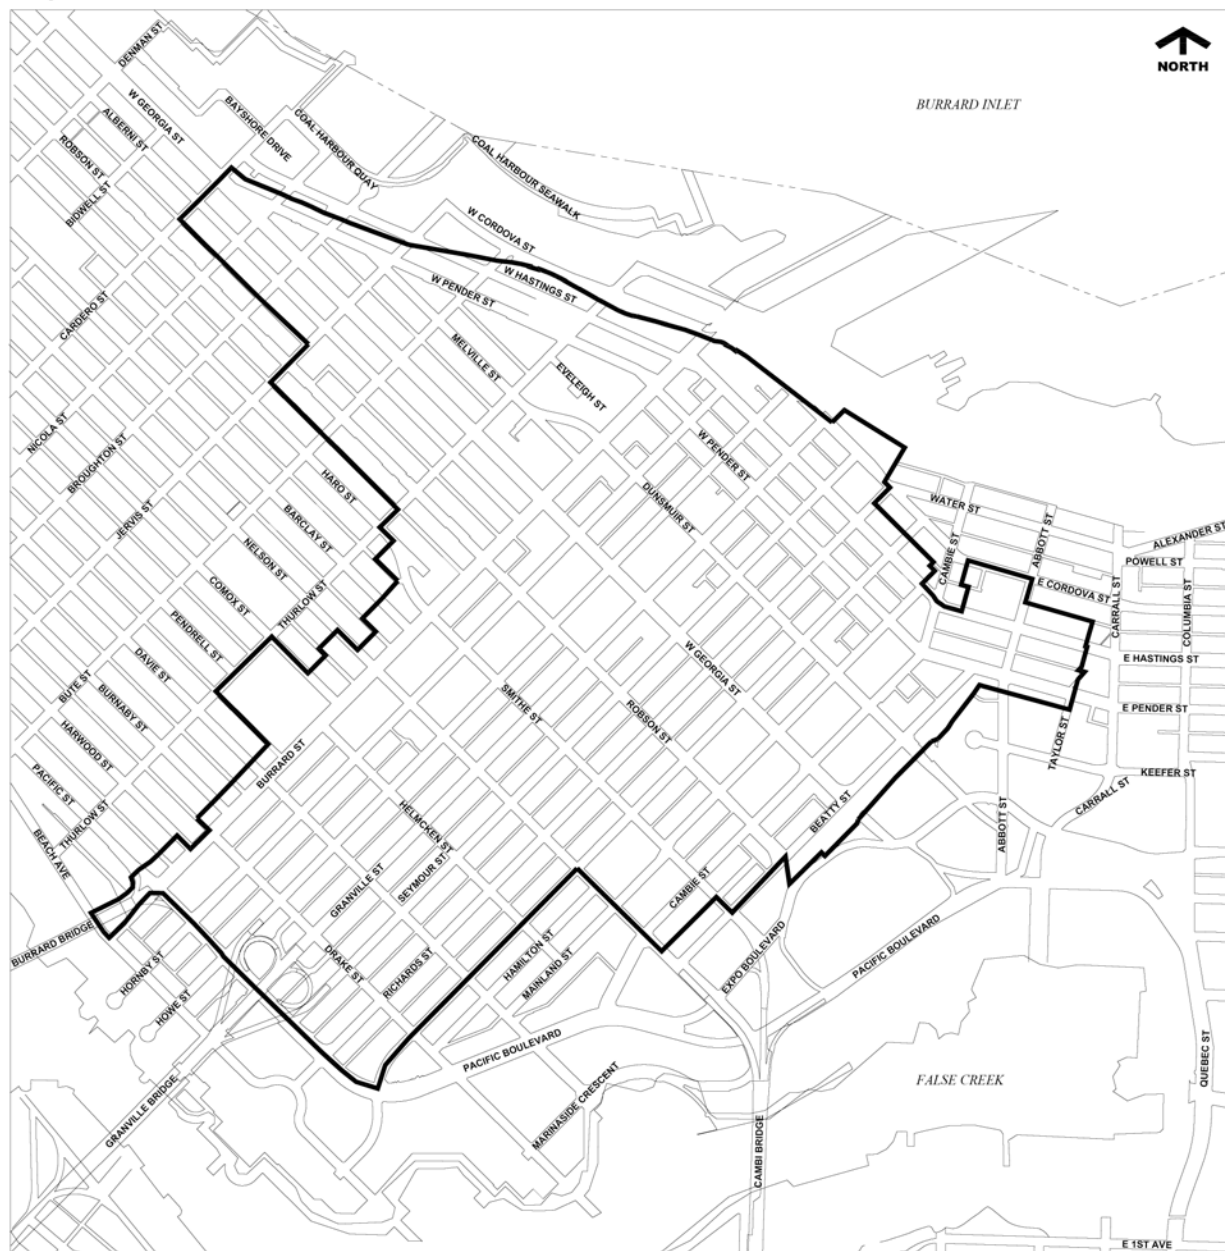 NORTH
BURRARD INLET
DENMAN ST
W GEORGIA ST
ALBERNI ST
ROBSON ST
BIDWELL ST
BAYSHORE DRIVE
COAL HARBOUR QUAY
COAL HARBOUR SEAWALK
W CORDOVA ST
W HASTINGS ST
W PENDER ST
CARDERO ST
MELVILLE ST
EVELEIGH ST
NICOLA ST
BROUGHTON ST
JERVIS ST
HARO ST
BARCLAY ST
NELSON ST
COMOX ST
THURLOW ST
PENDRELL ST
DAVIE ST
BUTE ST
BURNABY ST
HARWOOD ST
PACIFIC ST
THURLOW ST
BEACH AVE
BURRARD ST
W PENDER ST
DUNSMUIR ST
WATER ST
CAMBIE ST
ABBOTT ST
ALEXANDER ST
POWELL ST
E CORDOVA ST
CARRALL ST
COLUMBIA ST
E HASTINGS ST
E PENDER ST
TAYLOR ST
KEEFER ST
CARRALL ST
ABBOTT ST
W GEORGIA ST
SMITHE ST
ROBSON ST
BEATTY ST
HELMCKEN ST
SEYMOUR ST
GRANVILLE ST
CAMBIE ST
DRAKE ST
RICHARDS ST
HAMILTON ST
MAINLAND ST
EXPO BOULEVARD
PACIFIC BOULEVARD
BURRARD BRIDGE
HORNBY ST
HOWE ST
PACIFIC BOULEVARD
GRANVILLE BRIDGE
MARINASIDE CRESCENT
CAMBI BRIDGE
FALSE CREEK
QUEBEC ST
E 1ST AVE